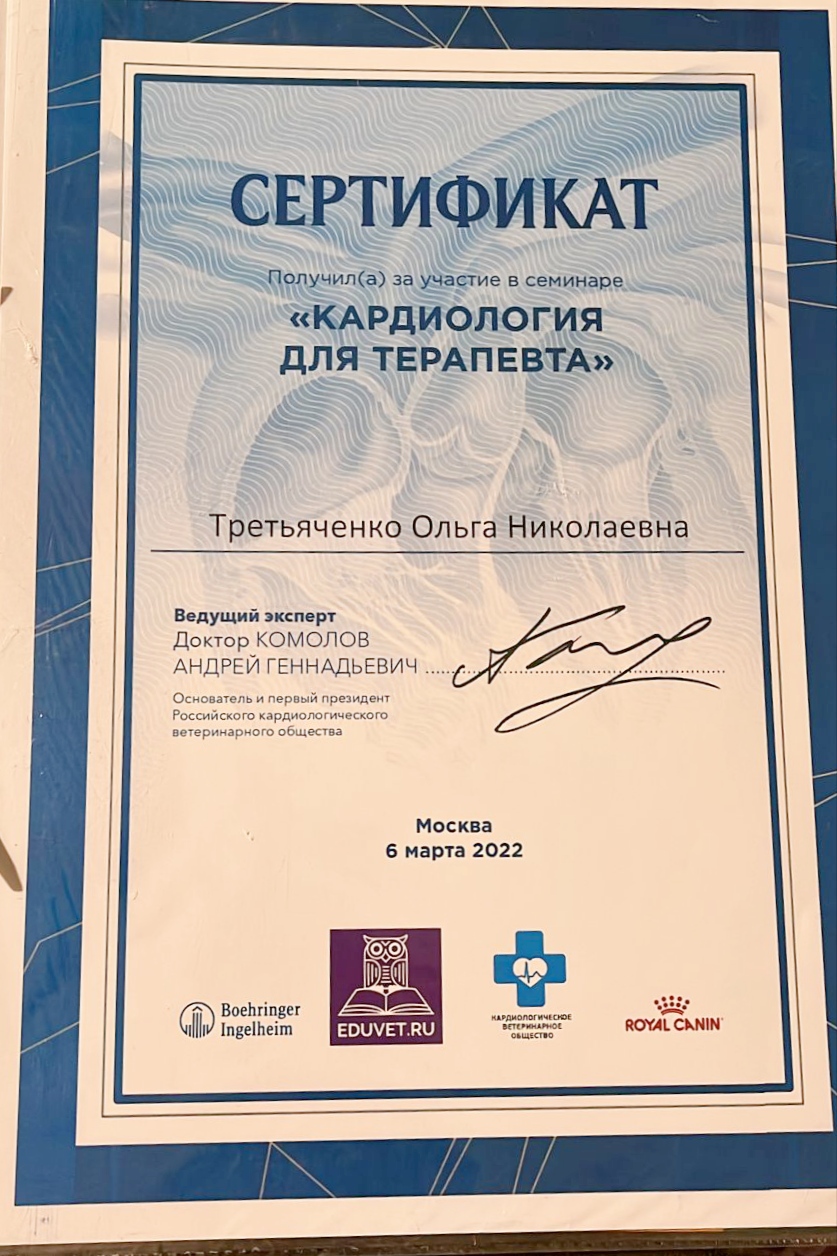 СЕРТИФИКАТ
Получил(а) за участие в семинаре
«КАРДИОЛОГИЯ
ДЛЯ ТЕРАПЕВТА»
Третьяченко Ольга Николаевна
Ведущий эксперт
Доктор КОМОЛОВ
АНДРЕЙ ГЕННАДЬЕВИЧ
Основатель и первый президент
Российского кардиологического
ветеринарного общества
Москва
6 марта 2022
Boehringer
Ingelheim
EDUVET.RU
КАРДИОЛОГИЧЕСКОЕ
ВЕТЕРИНАРНОЕ
ОБЩЕСТВО
ROYAL CANIN